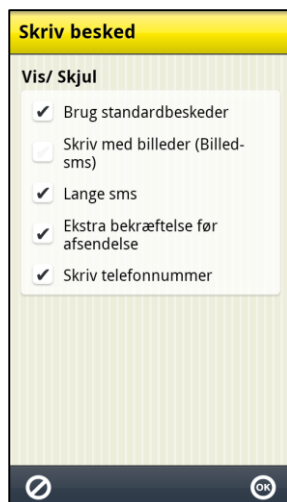 Skriv besked
Vis/ Skjul
Brug standardbeskeder
Skriv med billeder (Billed-
sms)
Lange sms
Ekstra bekræftelse før
afsendelse
Skriv telefonnummer
OK